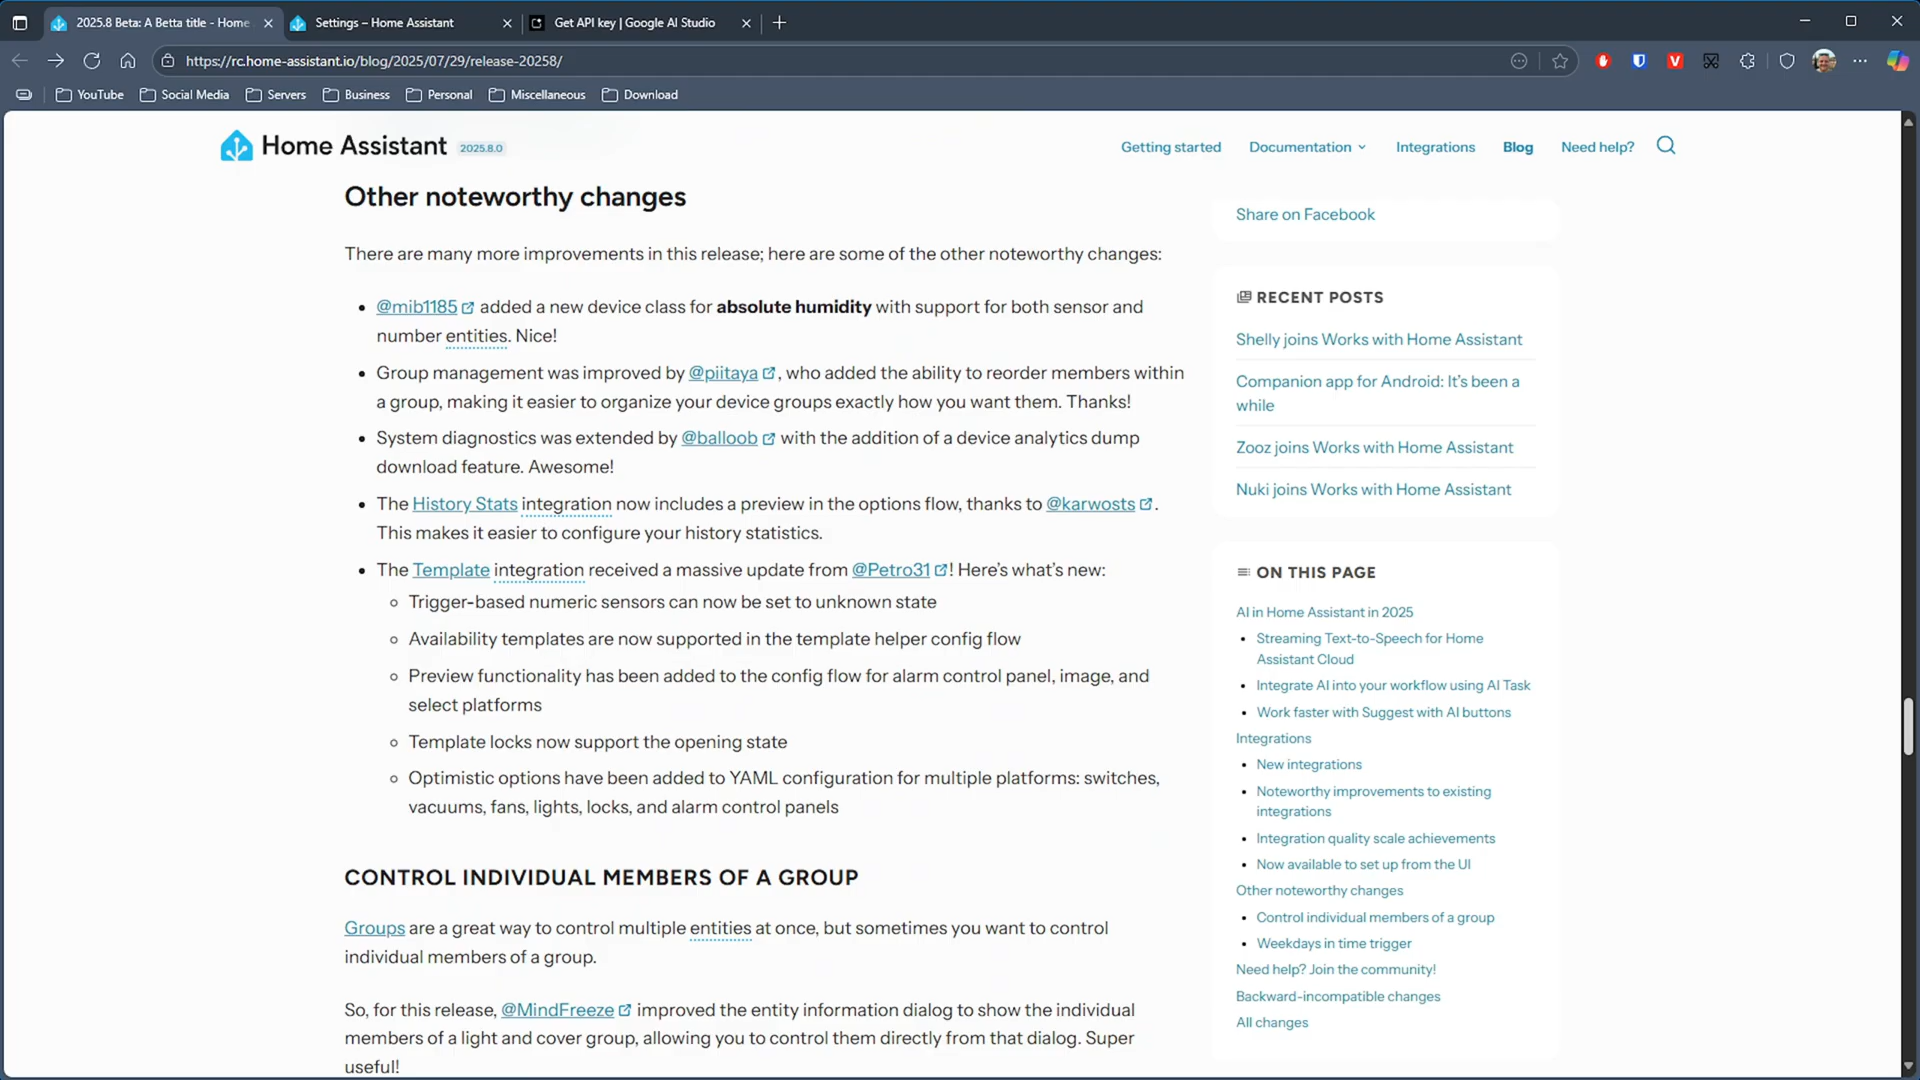 2025.8 Beta: A Betta title - Home
Settings – Home Assistant
Get API key | Google AI Studio
https://rc.home-assistant.io/blog/2025/07/29/release-20258/
YouTube
Social Media
Servers
Business
Personal
Miscellaneous
Download
Home Assistant 2025.8.0
Getting started
Documentation
Integrations
Blog
Need help?
Other noteworthy changes
There are many more improvements in this release; here are some of the other noteworthy changes:
• @mib1185 added a new device class for absolute humidity with support for both sensor and
number entities. Nice!
• Group management was improved by @piitaya, who added the ability to reorder members within
a group, making it easier to organize your device groups exactly how you want them. Thanks!
• System diagnostics was extended by @balloob with the addition of a device analytics dump
download feature. Awesome!
• The History Stats integration now includes a preview in the options flow, thanks to @karwosts.
This makes it easier to configure your history statistics.
• The Template integration received a massive update from @Petro31! Here's what's new:
◦ Trigger-based numeric sensors can now be set to unknown state
◦ Availability templates are now supported in the template helper config flow
◦ Preview functionality has been added to the config flow for alarm control panel, image, and
select platforms
◦ Template locks now support the opening state
◦ Optimistic options have been added to YAML configuration for multiple platforms: switches,
vacuums, fans, lights, locks, and alarm control panels
CONTROL INDIVIDUAL MEMBERS OF A GROUP
Groups are a great way to control multiple entities at once, but sometimes you want to control
individual members of a group.
So, for this release, @MindFreeze improved the entity information dialog to show the individual
members of a light and cover group, allowing you to control them directly from that dialog. Super
useful!
Share on Facebook
RECENT POSTS
Shelly joins Works with Home Assistant
Companion app for Android: It's been a
while
Zooz joins Works with Home Assistant
Nuki joins Works with Home Assistant
ON THIS PAGE
AI in Home Assistant in 2025
• Streaming Text-to-Speech for Home
Assistant Cloud
• Integrate AI into your workflow using AI Task
• Work faster with Suggest with AI buttons
Integrations
• New integrations
• Noteworthy improvements to existing
integrations
• Integration quality scale achievements
• Now available to set up from the UI
Other noteworthy changes
• Control individual members of a group
• Weekdays in time trigger
Need help? Join the community!
Backward-incompatible changes
All changes